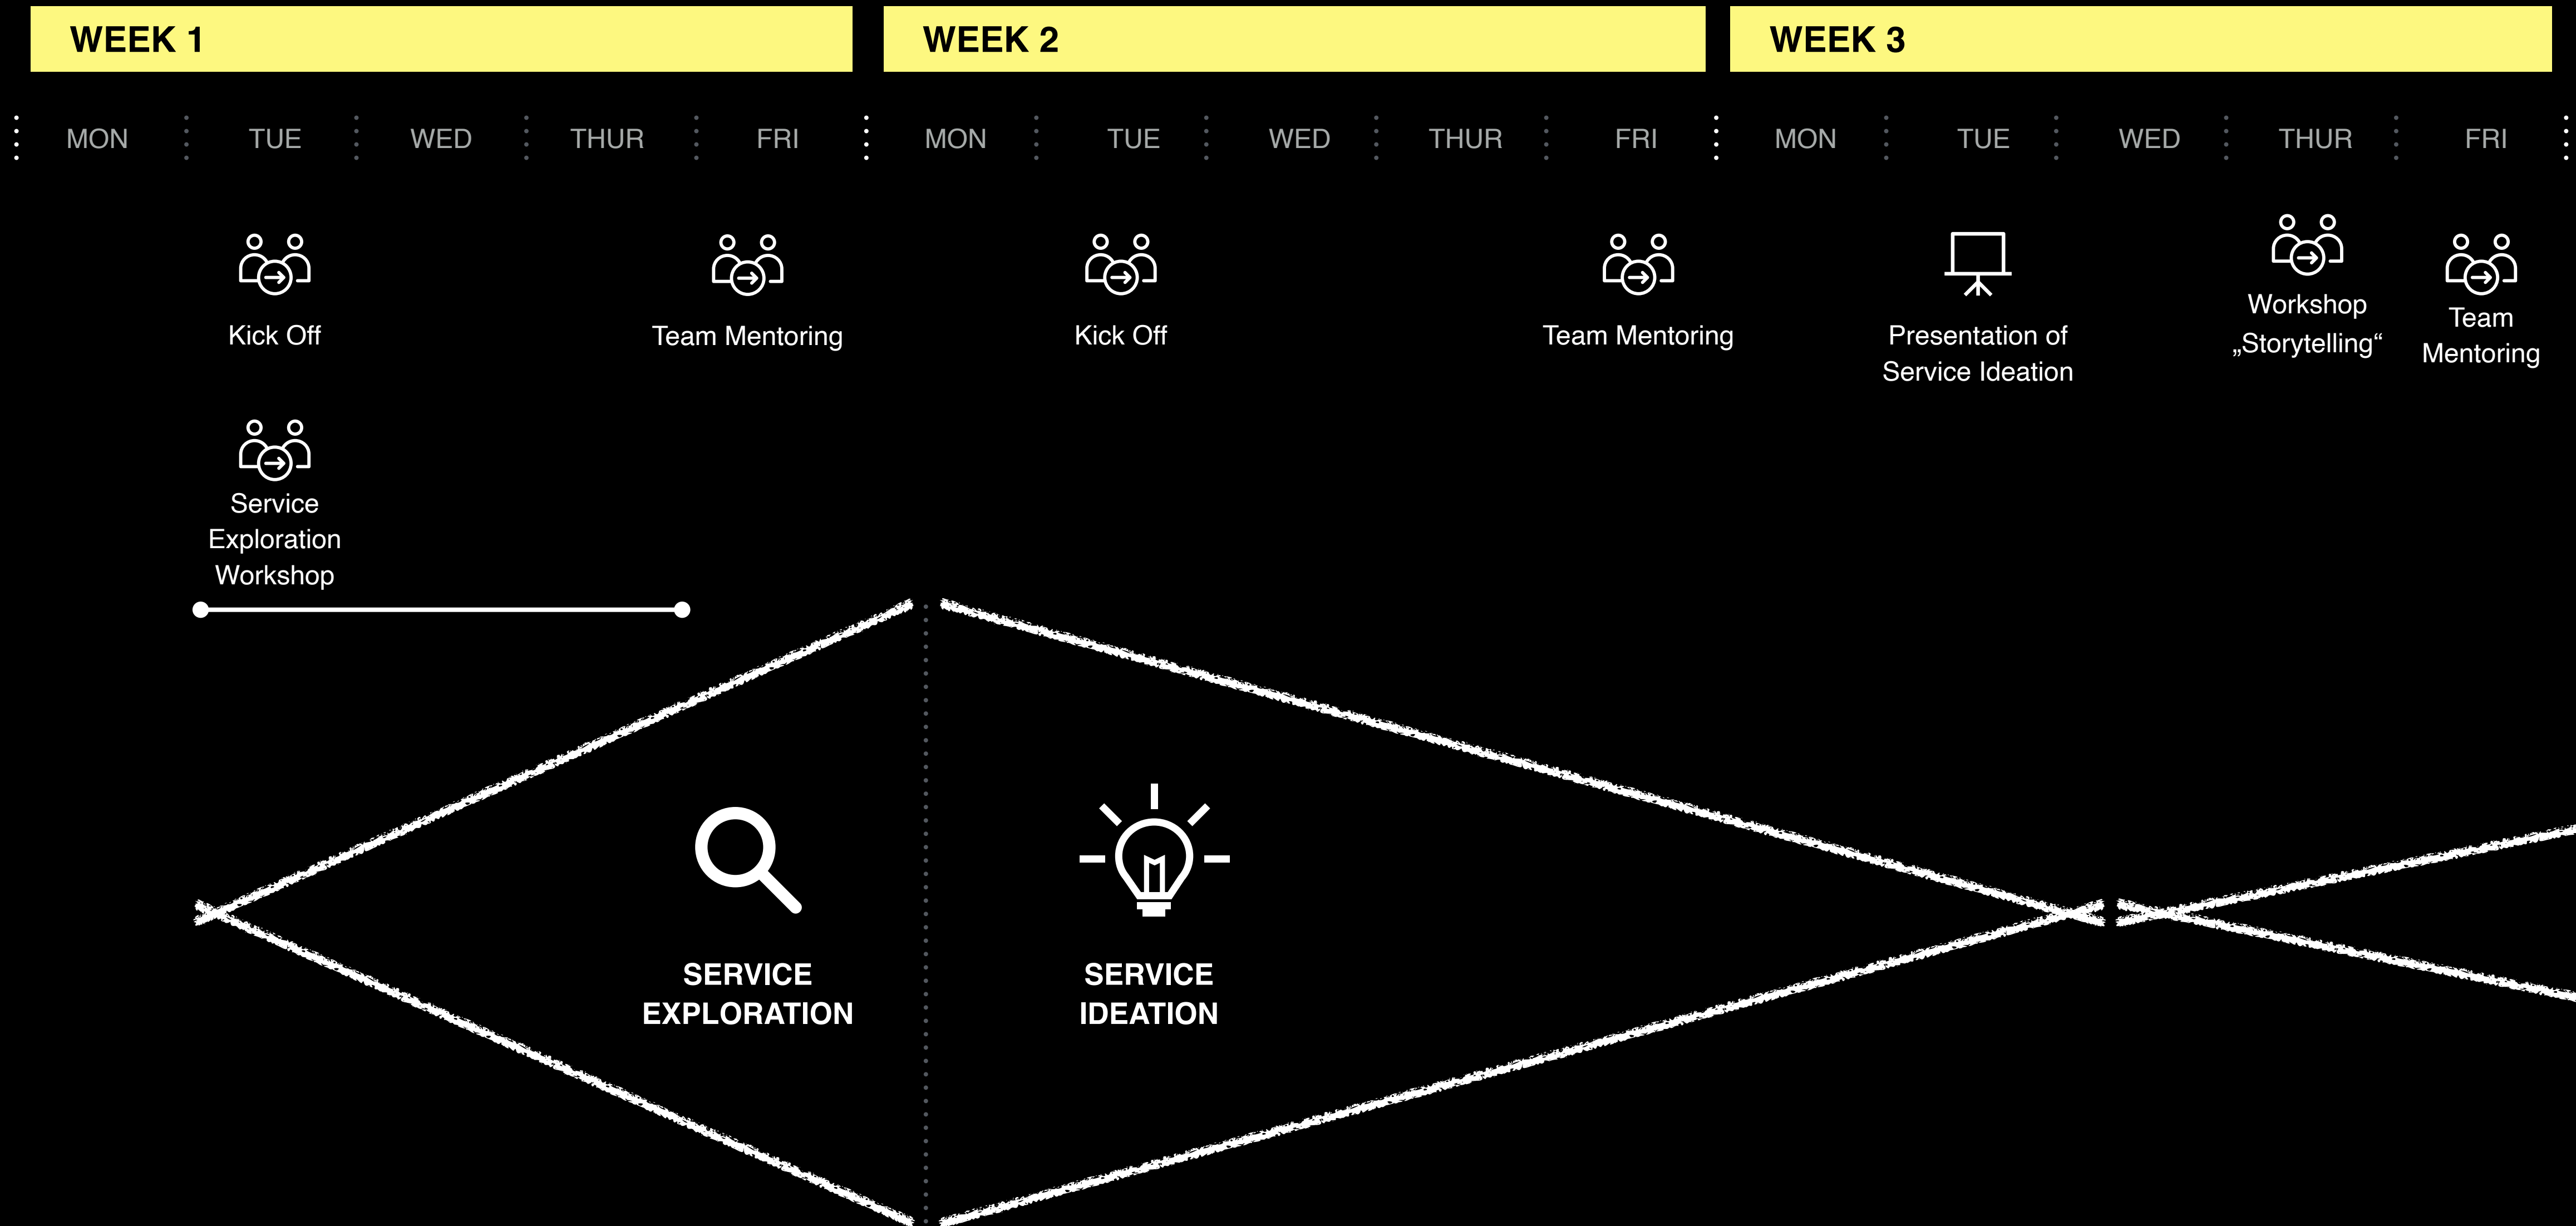 WEEK 1
WEEK 2
WEEK 3
MON
TUE
WED
THUR
FRI
MON
TUE
WED
THUR
FRI
MON
TUE
WED
THUR
FRI
Kick Off
Team Mentoring
Kick Off
Team Mentoring
Presentation of
Service Ideation
Workshop
„Storytelling“
Team
Mentoring
Service
Exploration
Workshop
SERVICE
EXPLORATION
SERVICE
IDEATION